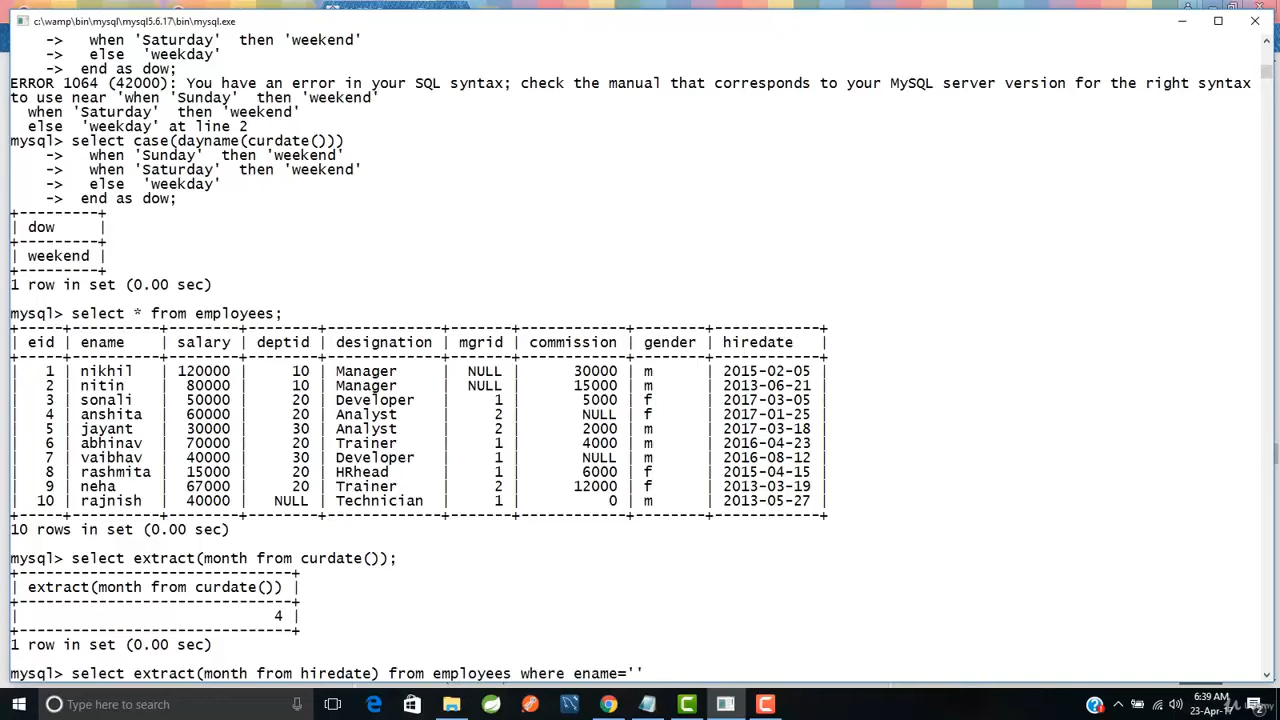 c:\wamp\bin\mysql\mysql5.6.17\bin\mysql.exe
    ->   when 'Saturday'  then 'weekend'
    ->   else  'weekday'
    ->  end as dow;
ERROR 1064 (42000): You have an error in your SQL syntax; check the manual that corresponds to your MySQL server version for the right syntax
to use near 'when 'Sunday'  then 'weekend'
  when 'Saturday'  then 'weekend'
  else  'weekday' at line 2
mysql> select case(dayname(curdate()))
    ->   when 'Sunday'  then 'weekend'
    ->   when 'Saturday'  then 'weekend'
    ->   else  'weekday'
    ->  end as dow;
+---------+
| dow     |
+---------+
| weekend |
+---------+
1 row in set (0.00 sec)
mysql> select * from employees;
+-----+----------+--------+--------+-------------+-------+------------+--------+------------+
| eid | ename    | salary | deptid | designation | mgrid | commission | gender | hiredate   |
+-----+----------+--------+--------+-------------+-------+------------+--------+------------+
|   1 | nikhil   | 120000 |     10 | Manager     |  NULL |      30000 | m      | 2015-02-05 |
|   2 | nitin    |  80000 |     10 | Manager     |  NULL |      15000 | m      | 2013-06-21 |
|   3 | sonali   |  50000 |     20 | Developer   |     1 |       5000 | f      | 2017-03-05 |
|   4 | anshita  |  60000 |     20 | Analyst     |     2 |       NULL | f      | 2017-01-25 |
|   5 | jayant   |  30000 |     30 | Analyst     |     2 |       2000 | m      | 2017-03-18 |
|   6 | abhinav  |  70000 |     20 | Trainer     |     1 |       4000 | m      | 2016-04-23 |
|   7 | vaibhav  |  40000 |     30 | Developer   |     1 |       NULL | m      | 2016-08-12 |
|   8 | rashmita |  15000 |     20 | HRhead      |     1 |       6000 | f      | 2015-04-15 |
|   9 | neha     |  67000 |     20 | Trainer     |     2 |      12000 | f      | 2013-03-19 |
|  10 | rajnish  |  40000 |   NULL | Technician  |     1 |          0 | m      | 2013-05-27 |
+-----+----------+--------+--------+-------------+-------+------------+--------+------------+
10 rows in set (0.00 sec)
mysql> select extract(month from curdate());
+-------------------------------+
| extract(month from curdate()) |
+-------------------------------+
|                             4 |
+-------------------------------+
1 row in set (0.00 sec)
mysql> select extract(month from hiredate) from employees where ename=''
Type here to search
6:39 AM
23-Apr-17